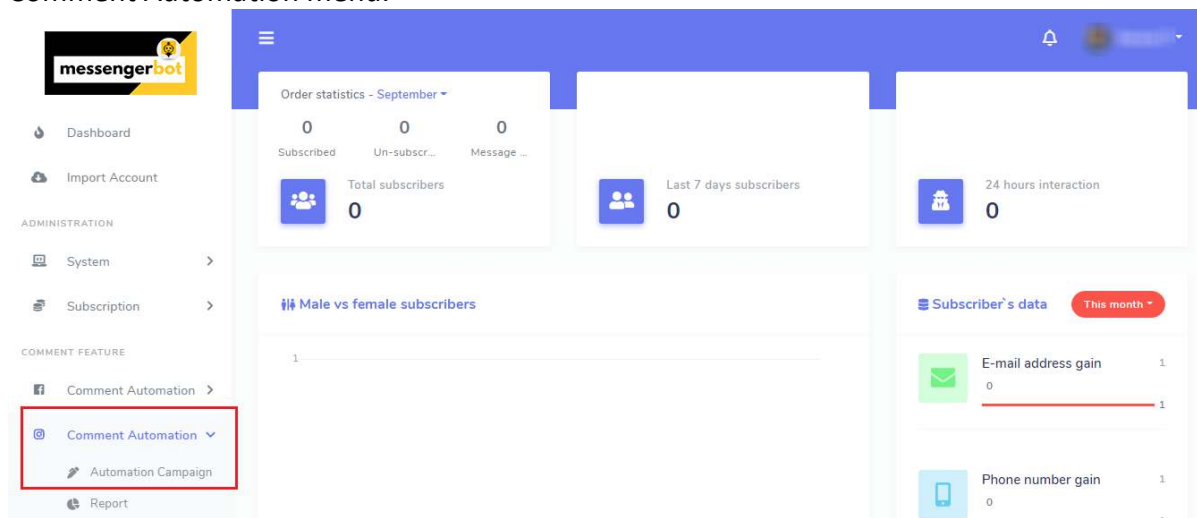 Comment Automation menu.
messengerbot
Order statistics - September
0 0 0
Subscribed Un-subscr... Message ...
Total subscribers
0
Last 7 days subscribers
0
24 hours interaction
0
Dashboard
Import Account
ADMINISTRATION
System
Subscription
COMMENT FEATURE
Comment Automation
Comment Automation
Automation Campaign
Report
Male vs female subscribers
1
Subscriber`s data
This month
E-mail address gain 1
0
1
Phone number gain 1
0